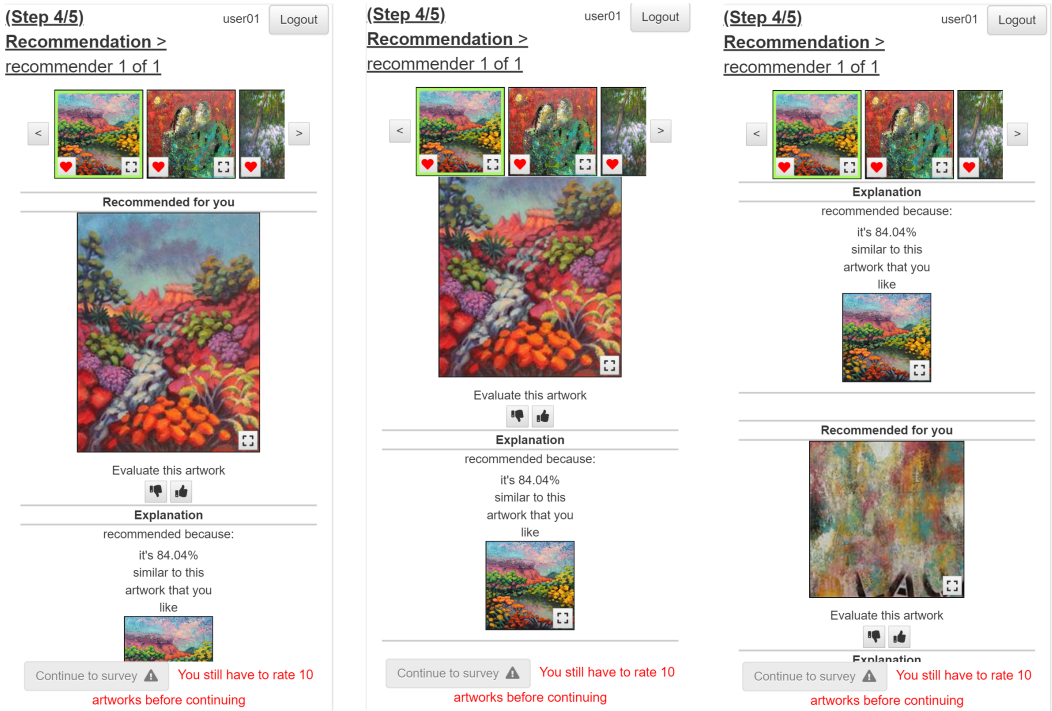 (Step 4/5)
Recommendation >
recommender 1 of 1
user01
Logout
<
>
Recommended for you
Evaluate this artwork
Explanation
recommended because:
it's 84.04%
similar to this
artwork that you
like
Continue to survey
You still have to rate 10
artworks before continuing
(Step 4/5)
Recommendation >
recommender 1 of 1
user01
Logout
<
>
Evaluate this artwork
Explanation
recommended because:
it's 84.04%
similar to this
artwork that you
like
Continue to survey
You still have to rate 10
artworks before continuing
(Step 4/5)
Recommendation >
recommender 1 of 1
user01
Logout
<
>
Explanation
recommended because:
it's 84.04%
similar to this
artwork that you
like
Recommended for you
Evaluate this artwork
Explanation
Continue to survey
You still have to rate 10
artworks before continuing